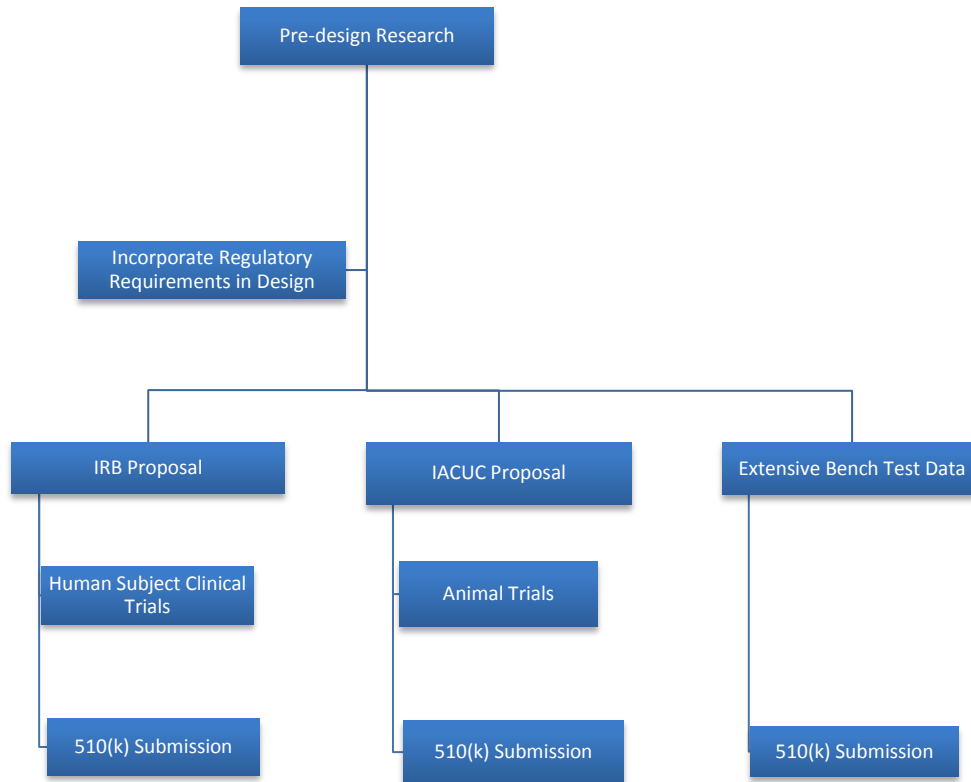 Pre-design Research
Incorporate Regulatory
Requirements in Design
IRB Proposal
IACUC Proposal
Extensive Bench Test Data
Human Subject Clinical
Trials
Animal Trials
510(k) Submission
510(k) Submission
510(k) Submission